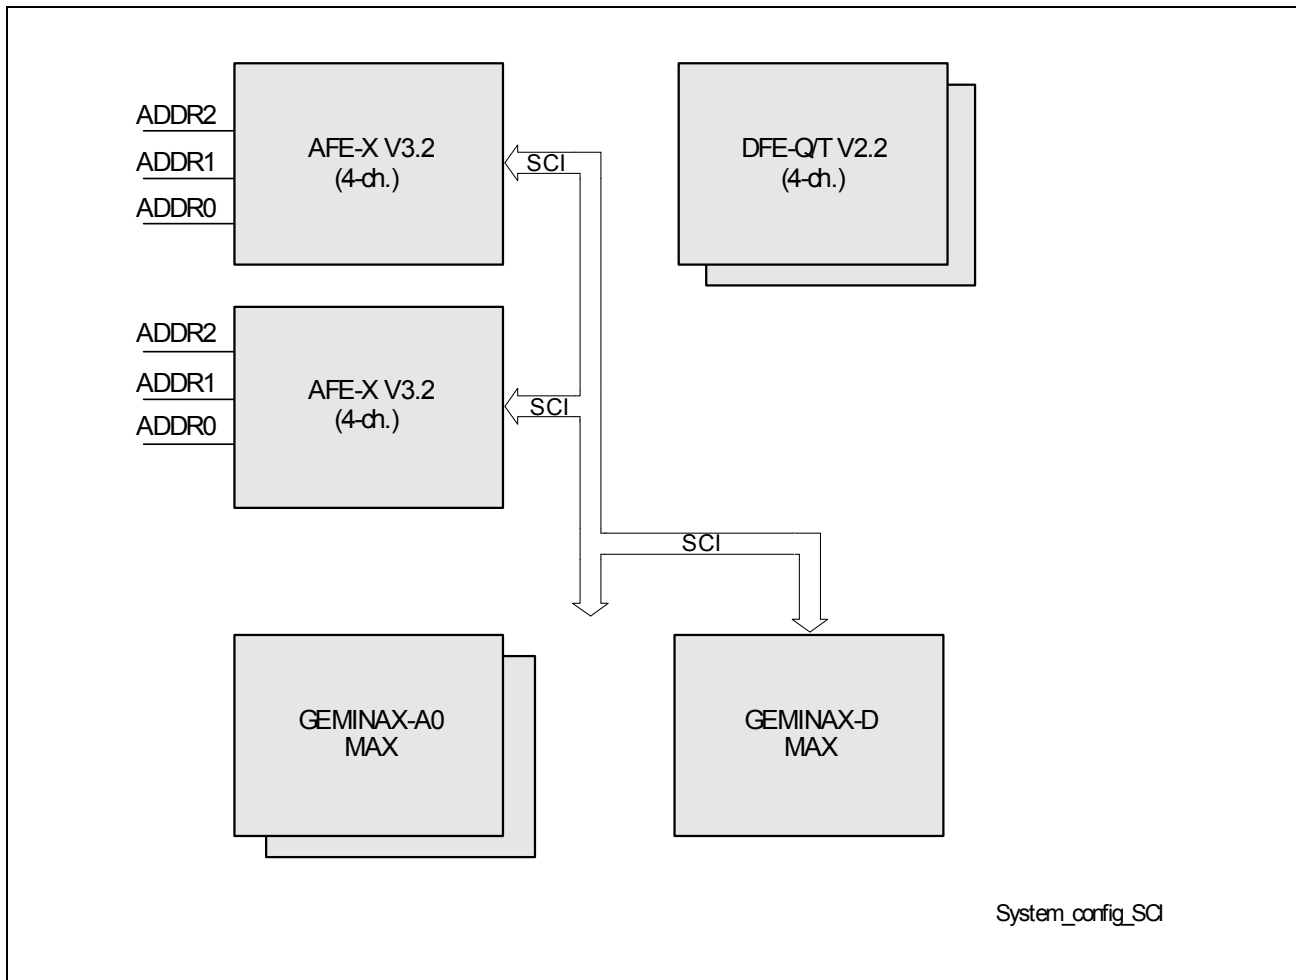 ADDR2
ADDR1
ADDR0
AFE-X V3.2
(4-ch.)
SCI
DFE-Q/T V2.2
(4-ch.)
ADDR2
ADDR1
ADDR0
AFE-X V3.2
(4-ch.)
SCI
SCI
GEMINAX-A0
MAX
GEMINAX-D
MAX
System_config_SCI